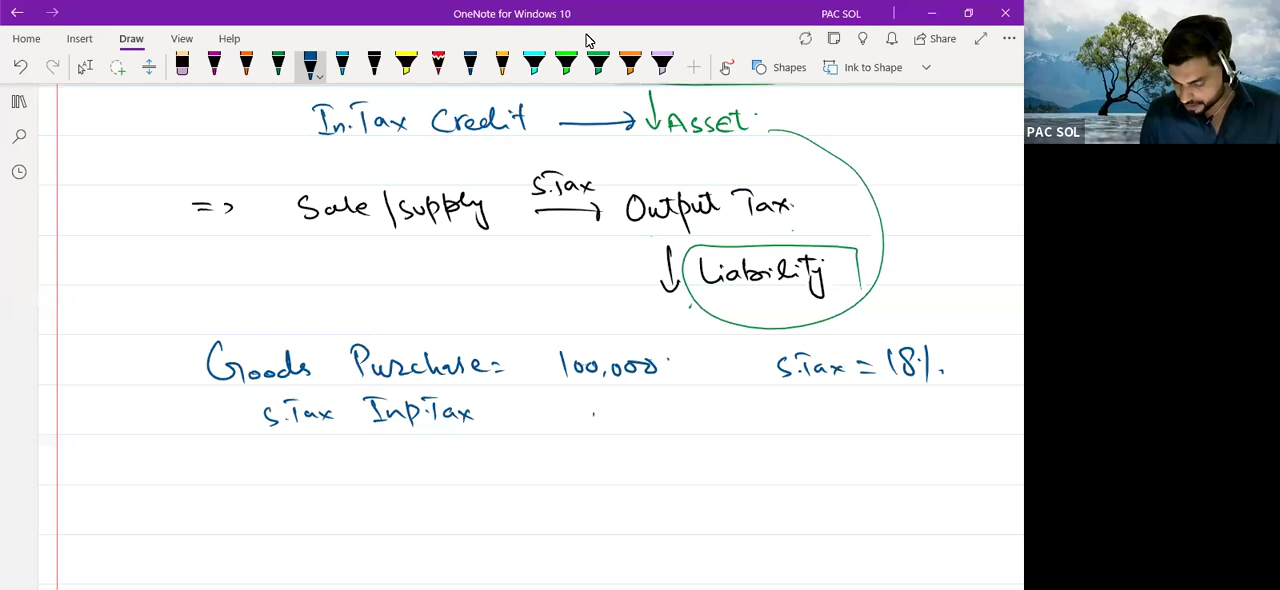 OneNote for Windows 10
PAC SOL
Home Insert Draw View Help
Share
Shapes
Ink to Shape
In.Tax Credit → ↓ Asset
=> Sale/supply S.Tax → Output Tax
↓ Liability
Goods Purchase= 100,000 S.Tax = 18%.
S.Tax Inp.Tax
PAC SOL